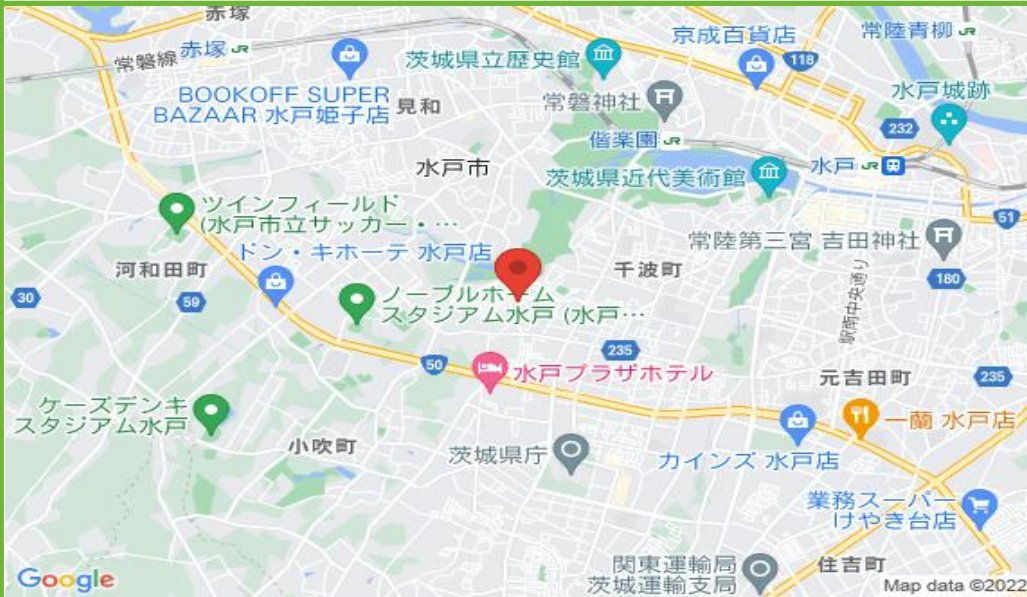 赤塚
常磐線
赤塚 JR
BOOKOFF SUPER
BAZAAR 水戸姫子店
見和
茨城県立歴史館
京成百貨店
118
常陸青柳 JR
常磐神社
水戸城跡
232
偕楽園 JR
水戸市
茨城県近代美術館
水戸 JR
51
ツインフィールド
(水戸市立サッカー・…
常陸第三宮 吉田神社
河和田町
ドン・キホーテ 水戸店
千波町
180
30
59
ノーブルホーム
スタジアム水戸 (水戸…
駅南中央通り
50
235
水戸プラザホテル
元吉田町
235
ケーズデンキ
スタジアム水戸
一蘭 水戸店
小吹町
茨城県庁
カインズ 水戸店
業務スーパー
けやき台店
関東運輸局
茨城運輸支局
住吉町
Google
Map data ©2022